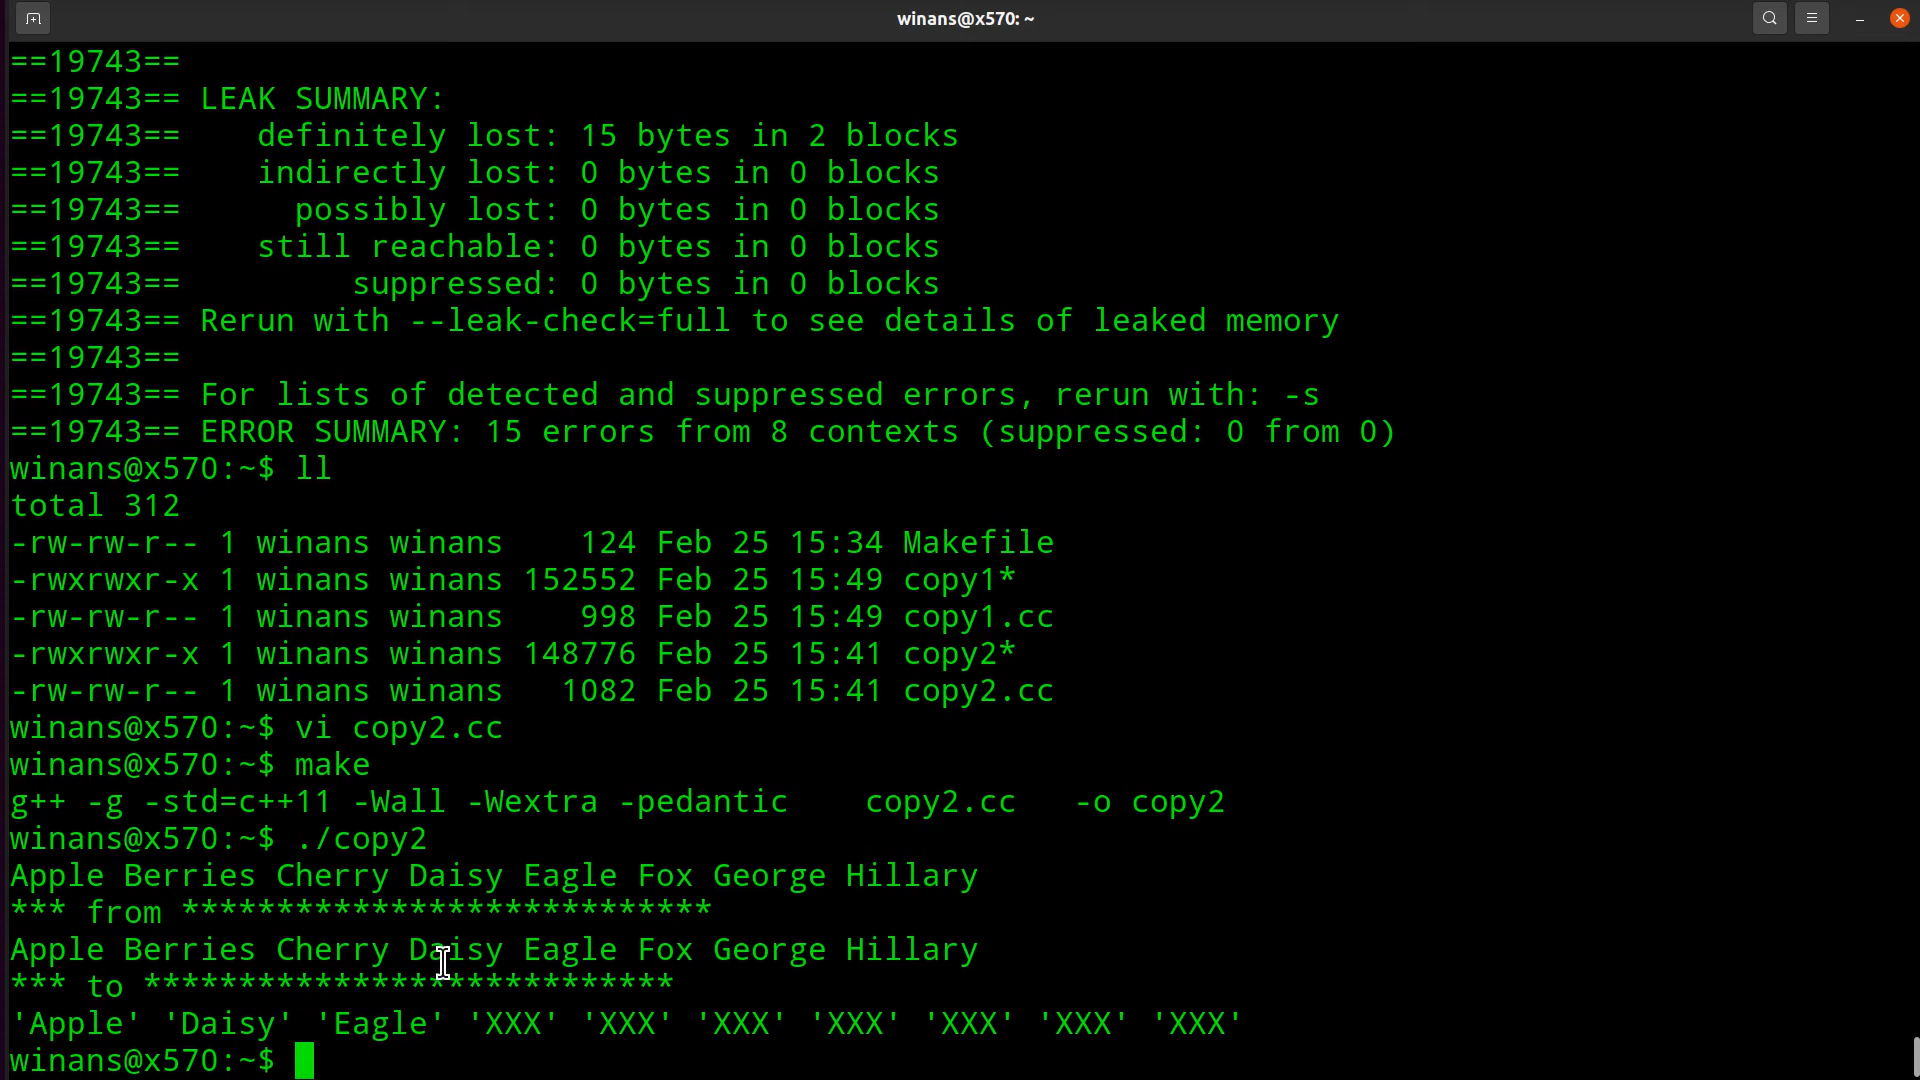 winans@x570: ~
==19743==
==19743== LEAK SUMMARY:
==19743==    definitely lost: 15 bytes in 2 blocks
==19743==    indirectly lost: 0 bytes in 0 blocks
==19743==      possibly lost: 0 bytes in 0 blocks
==19743==    still reachable: 0 bytes in 0 blocks
==19743==         suppressed: 0 bytes in 0 blocks
==19743== Rerun with --leak-check=full to see details of leaked memory
==19743==
==19743== For lists of detected and suppressed errors, rerun with: -s
==19743== ERROR SUMMARY: 15 errors from 8 contexts (suppressed: 0 from 0)
winans@x570:~$ ll
total 312
-rw-rw-r-- 1 winans winans    124 Feb 25 15:34 Makefile
-rwxrwxr-x 1 winans winans 152552 Feb 25 15:49 copy1*
-rw-rw-r-- 1 winans winans    998 Feb 25 15:49 copy1.cc
-rwxrwxr-x 1 winans winans 148776 Feb 25 15:41 copy2*
-rw-rw-r-- 1 winans winans   1082 Feb 25 15:41 copy2.cc
winans@x570:~$ vi copy2.cc
winans@x570:~$ make
g++ -g -std=c++11 -Wall -Wextra -pedantic    copy2.cc   -o copy2
winans@x570:~$ ./copy2
Apple Berries Cherry Daisy Eagle Fox George Hillary
*** from ****************************
Apple Berries Cherry Daisy Eagle Fox George Hillary
*** to ****************************
'Apple' 'Daisy' 'Eagle' 'XXX' 'XXX' 'XXX' 'XXX' 'XXX' 'XXX' 'XXX'
winans@x570:~$